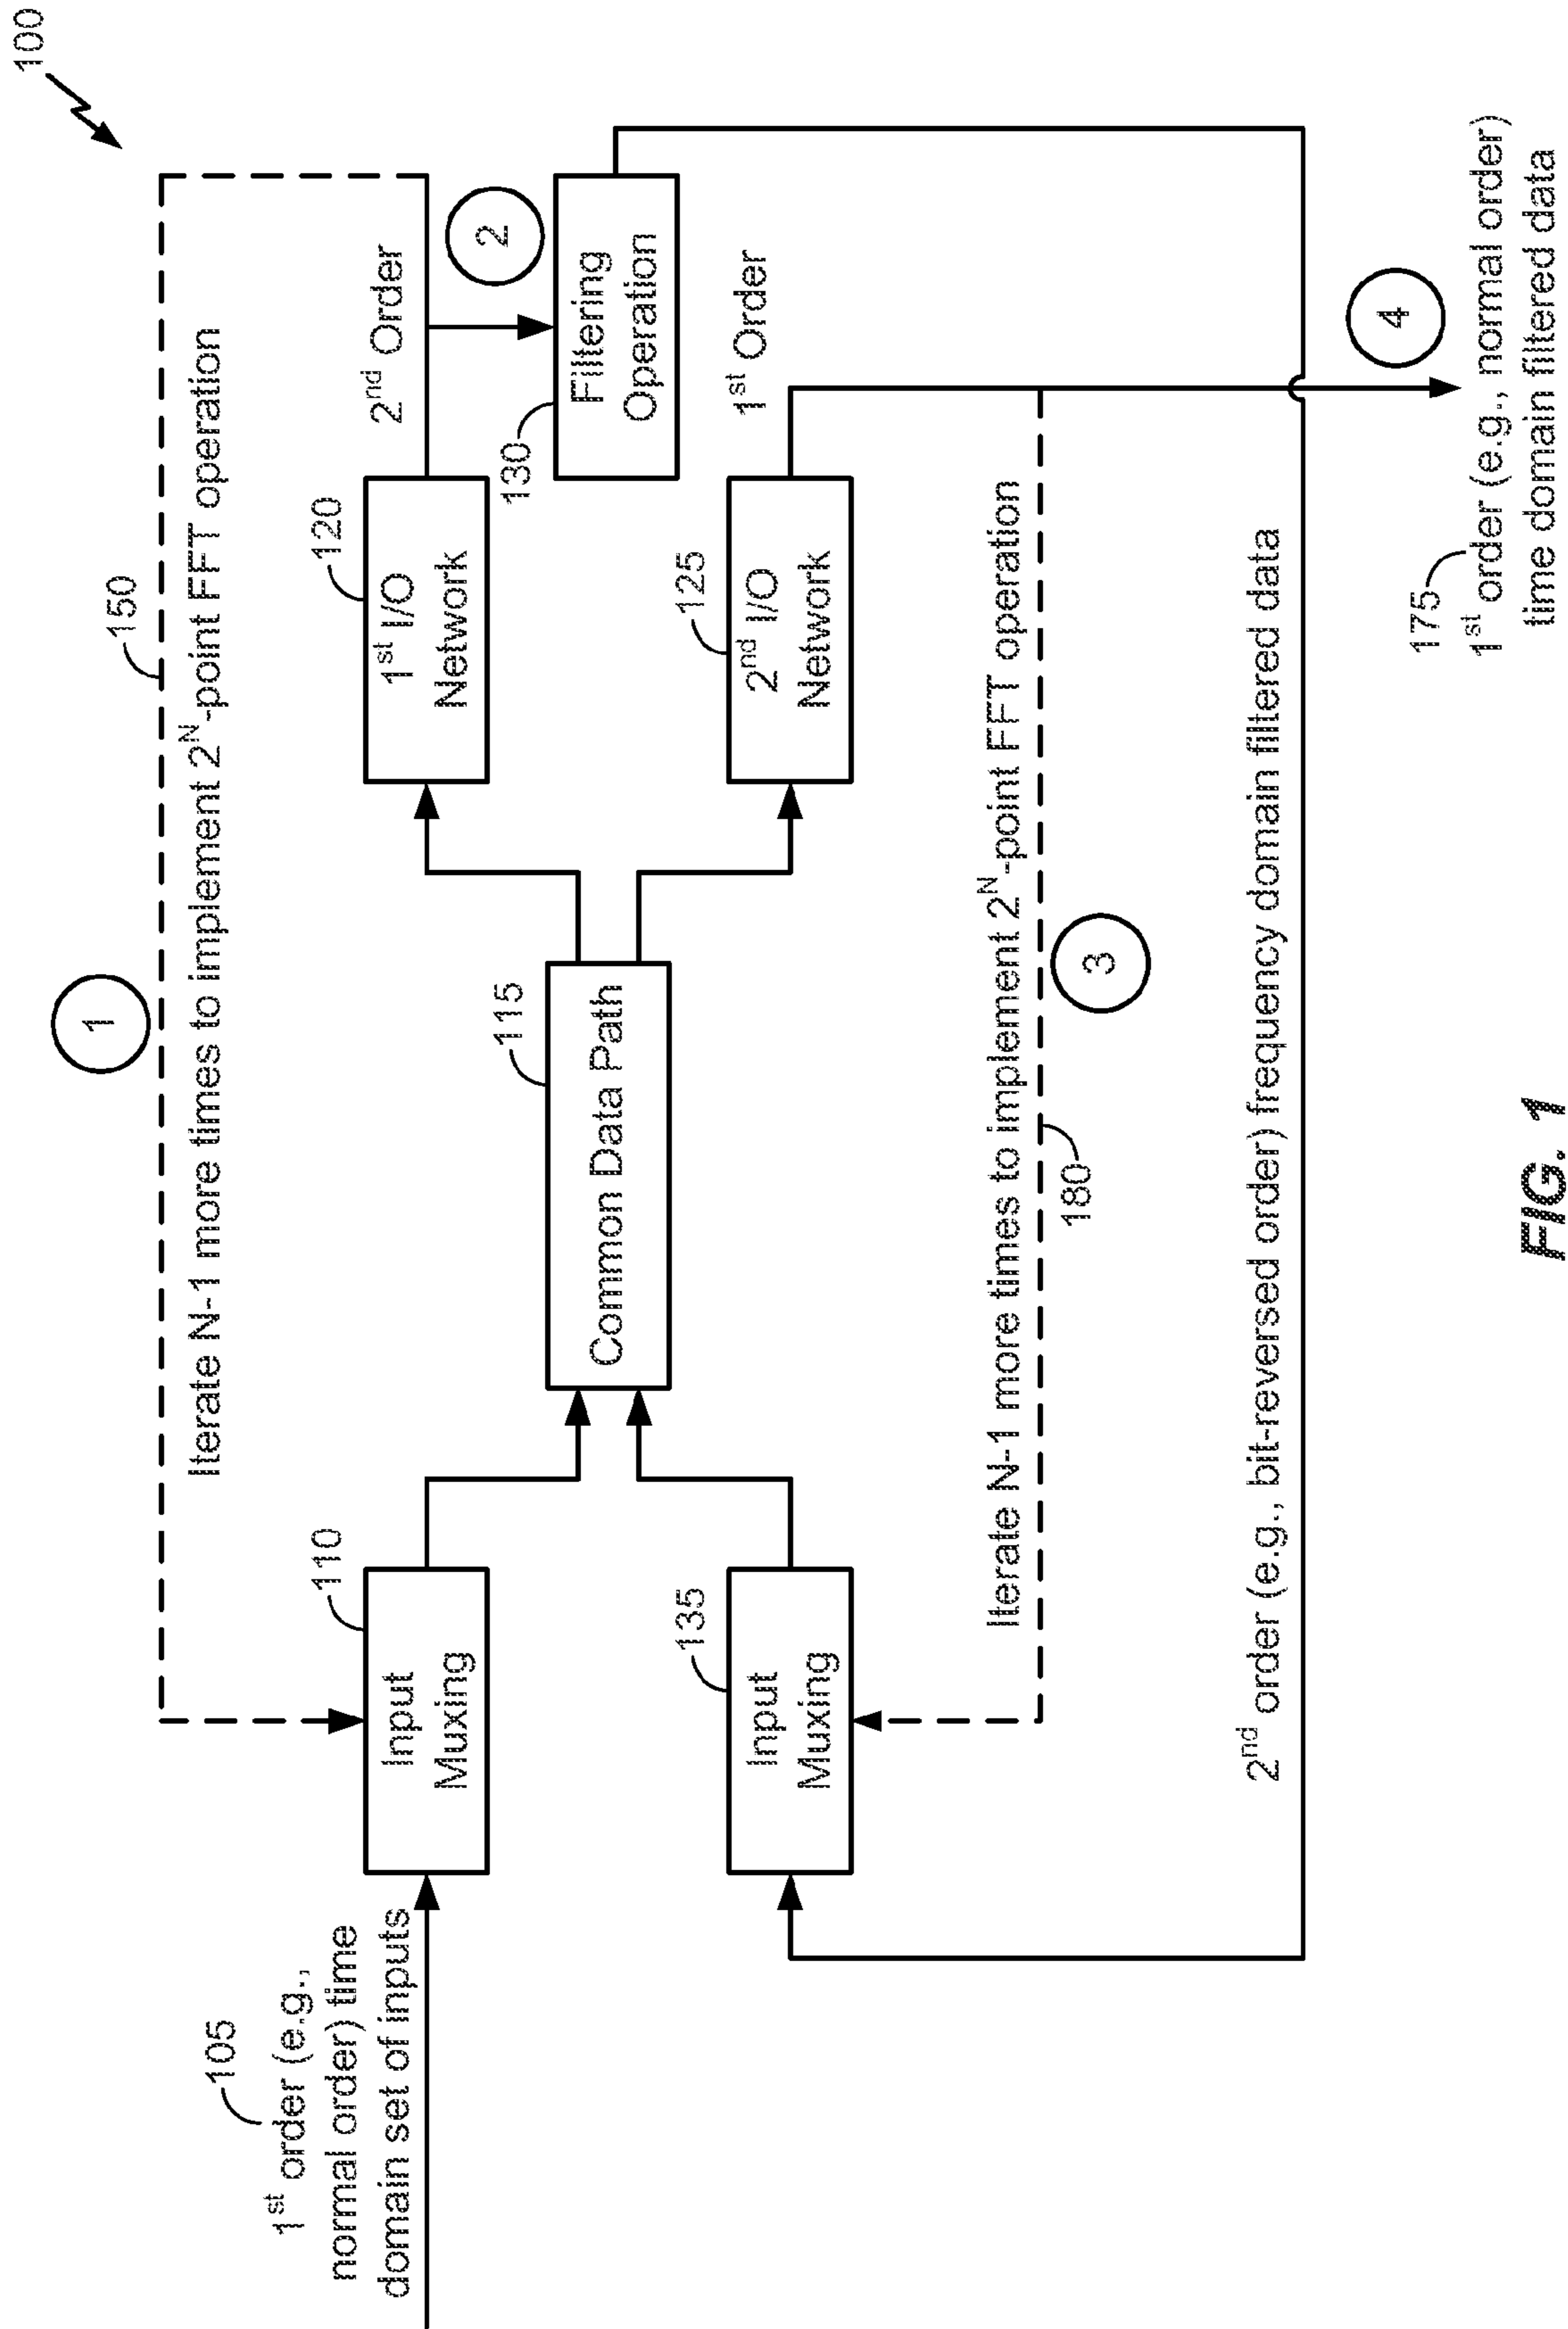 100
1
150
Iterate N-1 more times to implement 2^N-point FFT operation
105
1st order (e.g.,
normal order) time
domain set of inputs
110
Input
Muxing
120
1st I/O
Network
2nd Order
2
115
Common Data Path
130
Filtering
Operation
135
Input
Muxing
125
2nd I/O
Network
1st Order
Iterate N-1 more times to implement 2^N-point FFT operation
180
3
2nd order (e.g., bit-reversed order) frequency domain filtered data
4
175
1st order (e.g., normal order)
time domain filtered data
FIG. 1